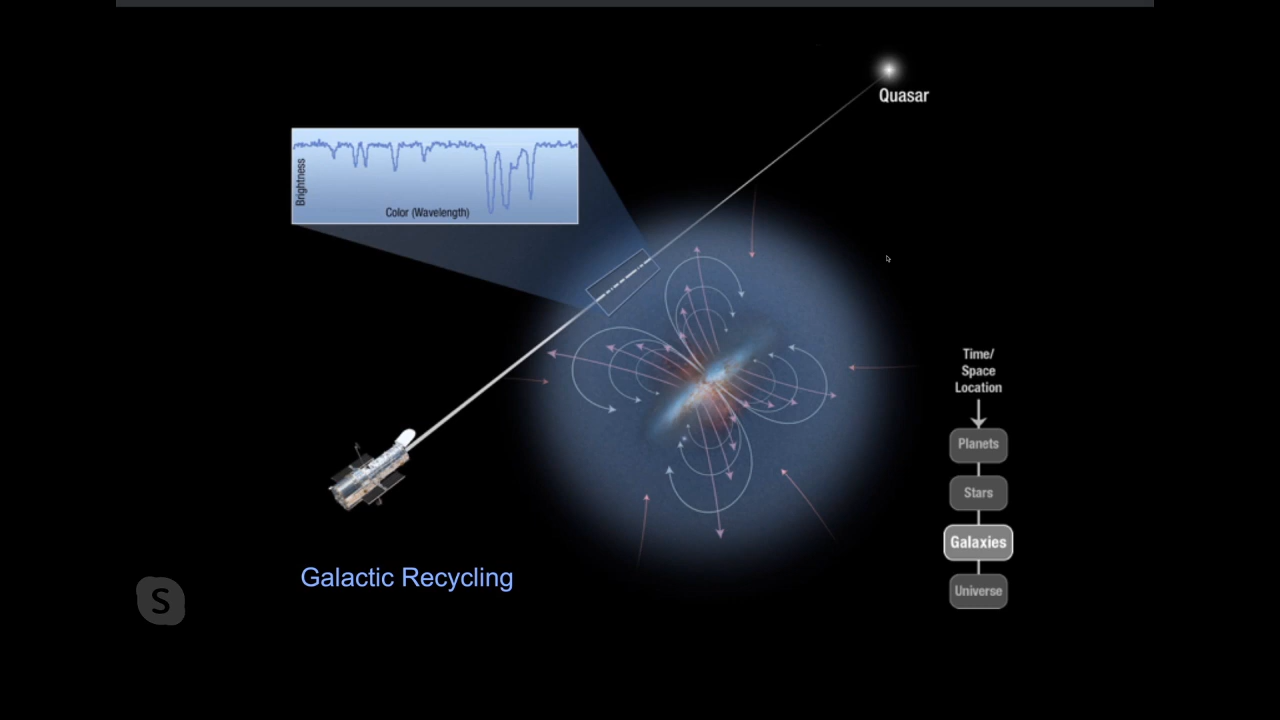 Quasar
Brightness
Color (Wavelength)
Time/
Space
Location
Planets
Stars
Galaxies
Universe
Galactic Recycling
S